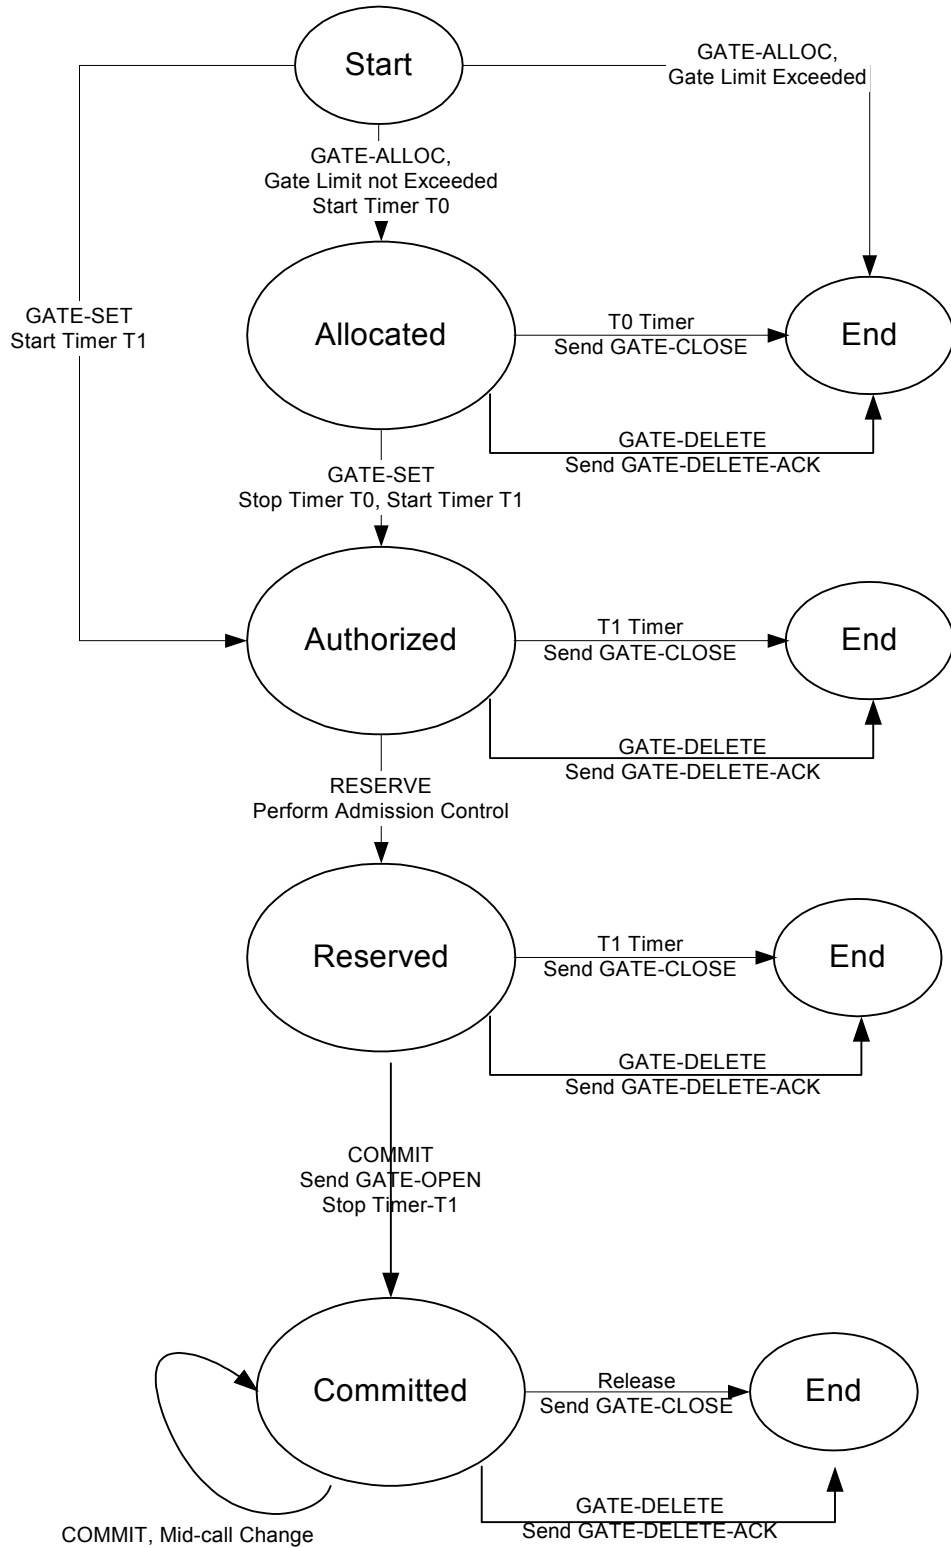 Start
GATE-ALLOC,
Gate Limit Exceeded
GATE-ALLOC,
Gate Limit not Exceeded
Start Timer T0
GATE-SET
Start Timer T1
Allocated
T0 Timer
Send GATE-CLOSE
End
GATE-DELETE
Send GATE-DELETE-ACK
GATE-SET
Stop Timer T0, Start Timer T1
Authorized
T1 Timer
Send GATE-CLOSE
End
GATE-DELETE
Send GATE-DELETE-ACK
RESERVE
Perform Admission Control
Reserved
T1 Timer
Send GATE-CLOSE
End
GATE-DELETE
Send GATE-DELETE-ACK
COMMIT
Send GATE-OPEN
Stop Timer-T1
Committed
Release
Send GATE-CLOSE
End
GATE-DELETE
Send GATE-DELETE-ACK
COMMIT, Mid-call Change